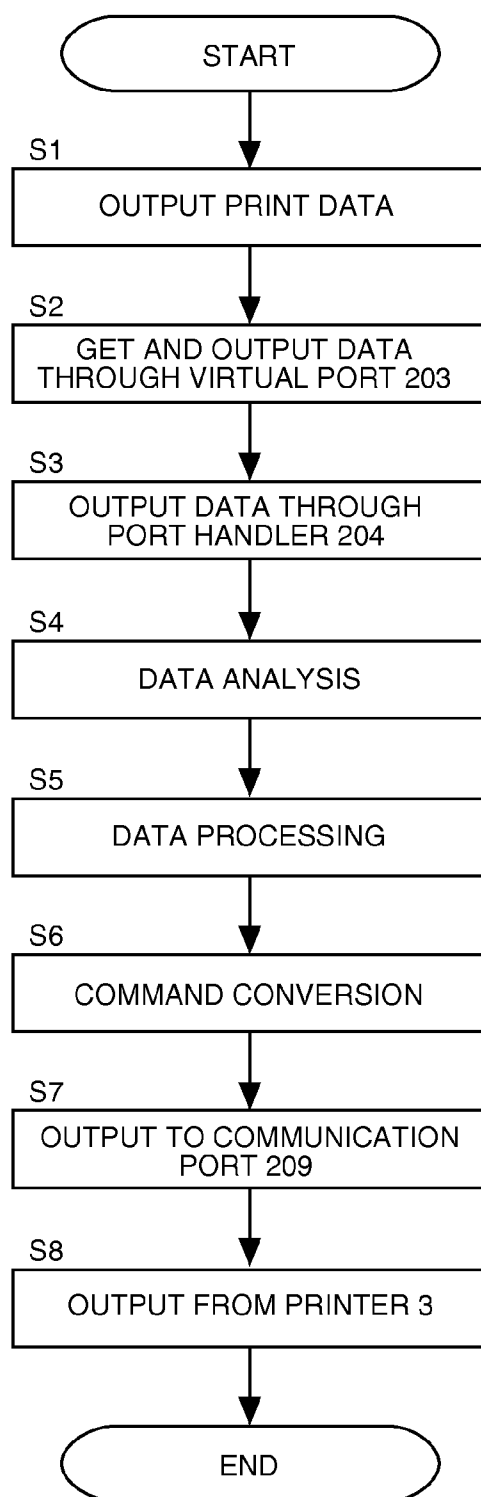 START
S1
OUTPUT PRINT DATA
S2
GET AND OUTPUT DATA
THROUGH VIRTUAL PORT 203
S3
OUTPUT DATA THROUGH
PORT HANDLER 204
S4
DATA ANALYSIS
S5
DATA PROCESSING
S6
COMMAND CONVERSION
S7
OUTPUT TO COMMUNICATION
PORT 209
S8
OUTPUT FROM PRINTER 3
END